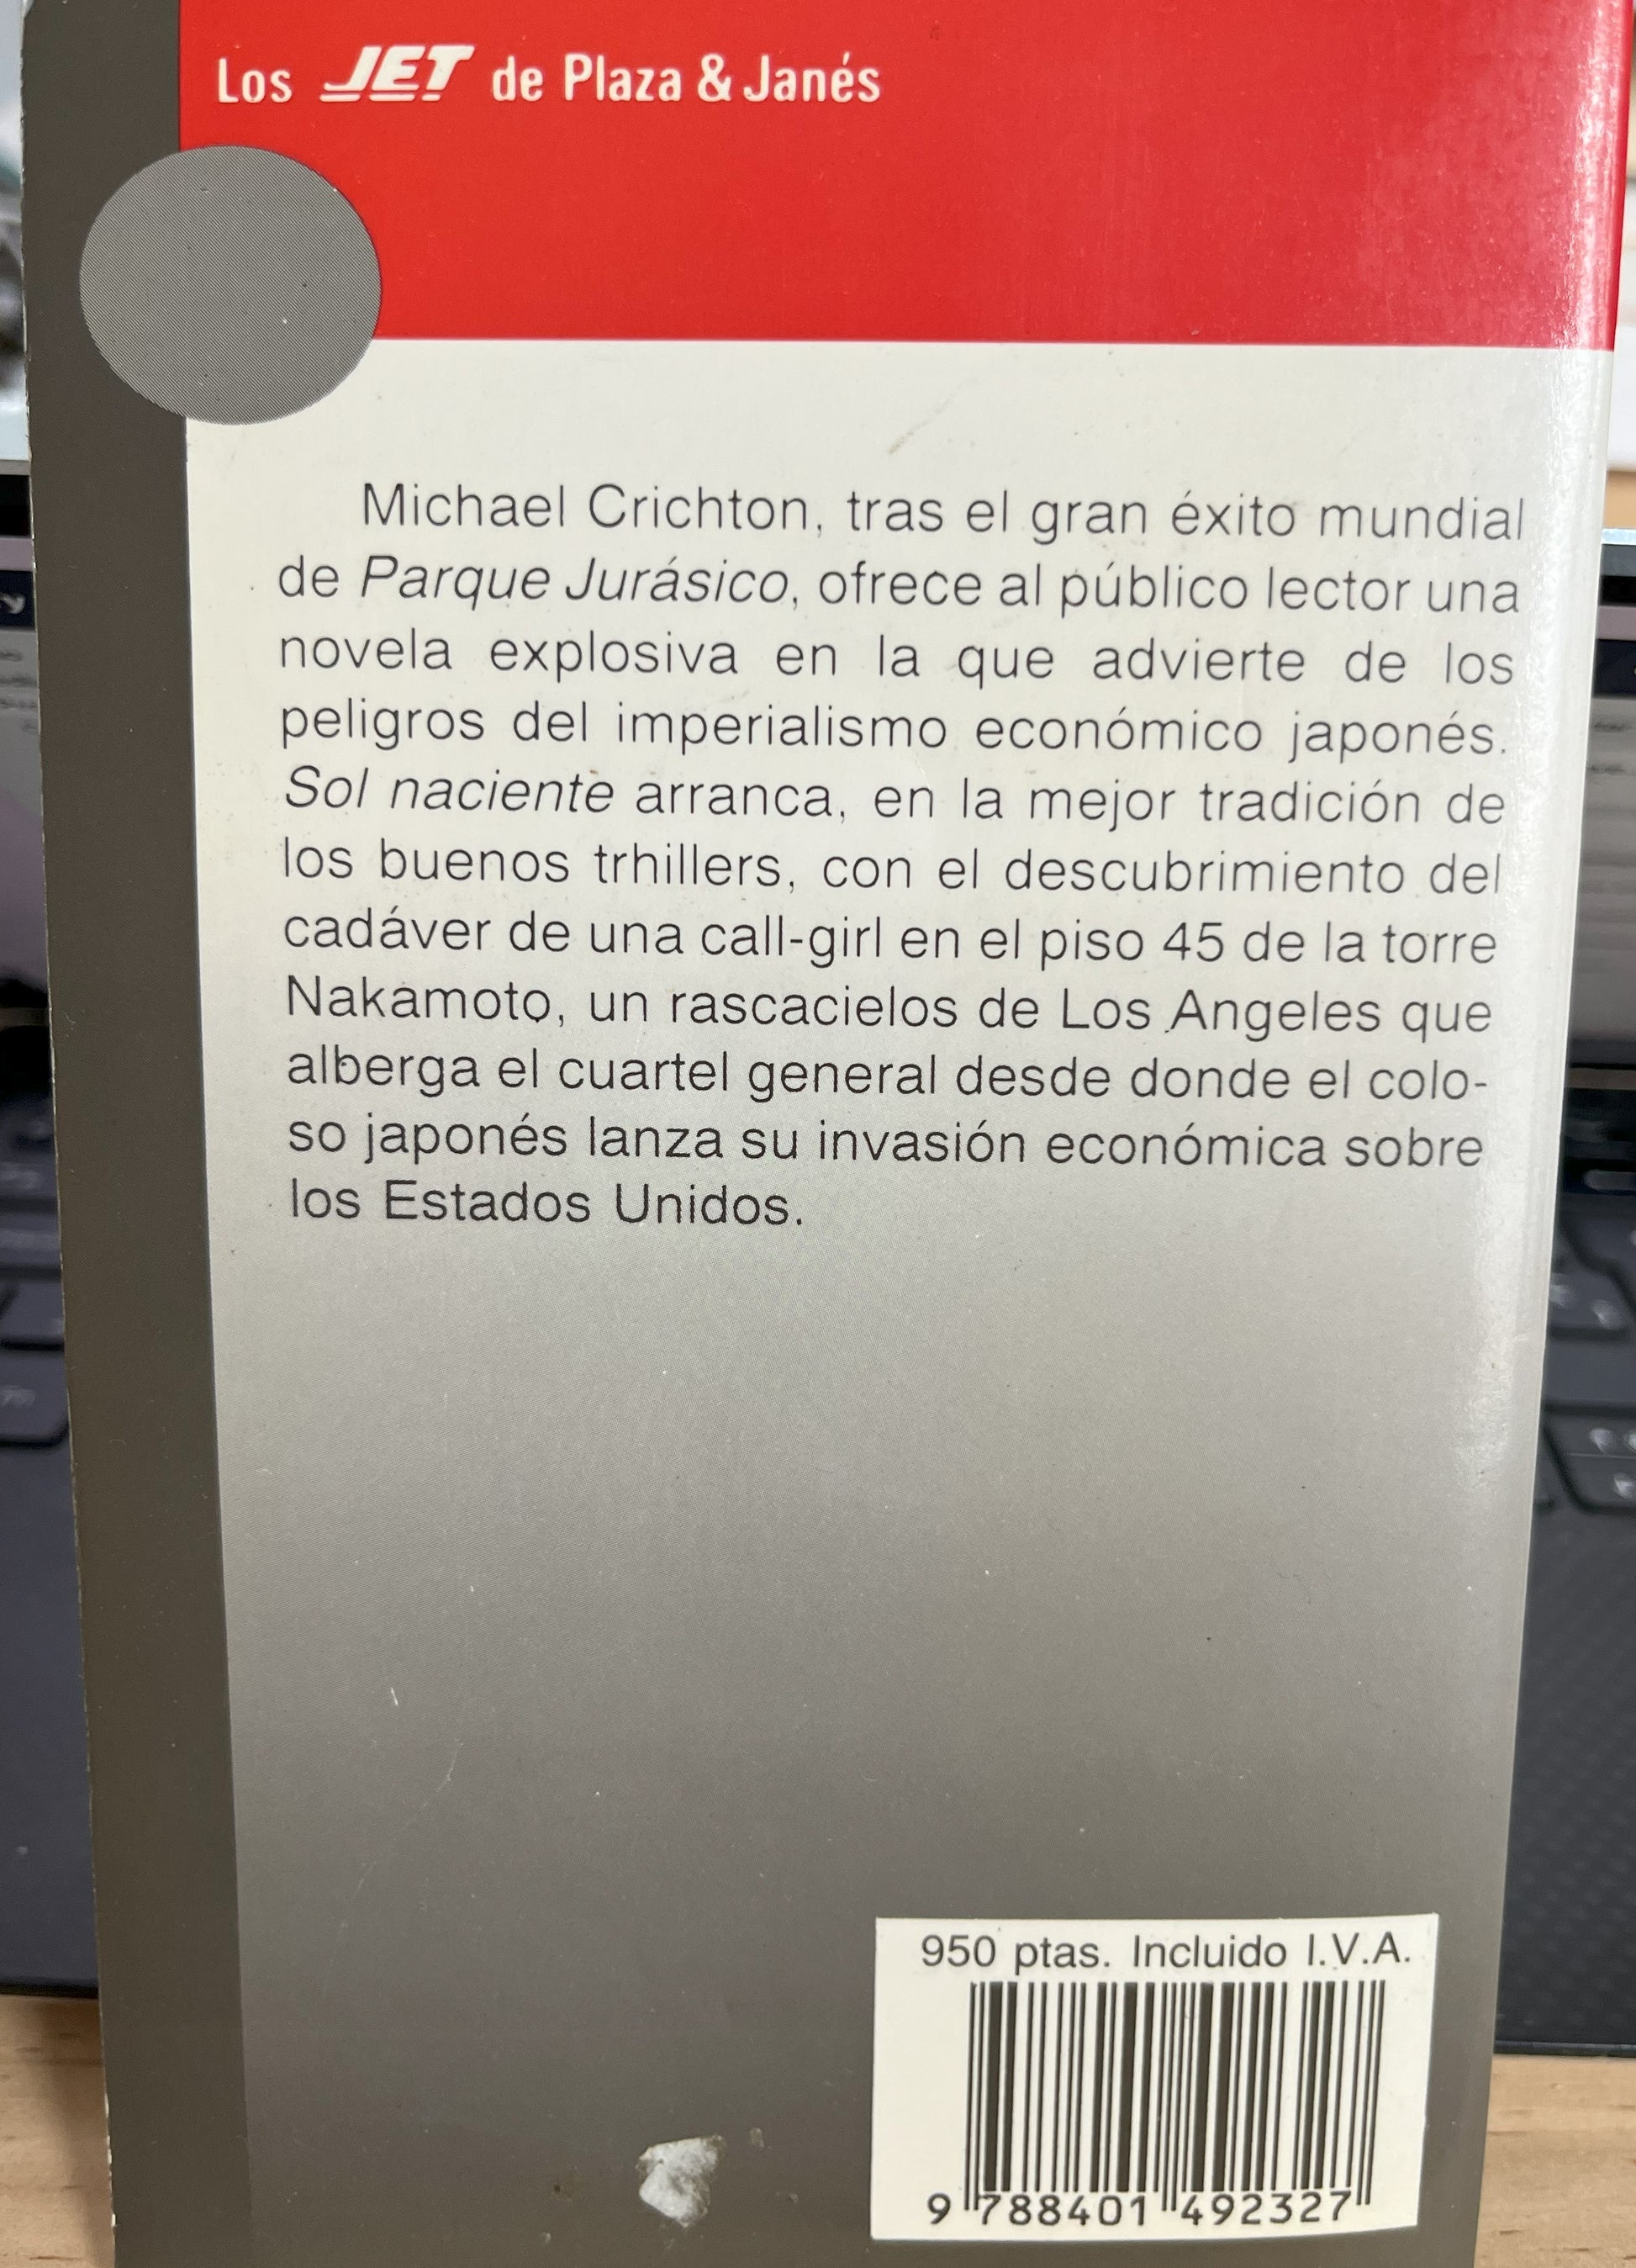 Los JET de Plaza & Janés
Michael Crichton, tras el gran éxito mundial
de Parque Jurásico, ofrece al público lector una
novela explosiva en la que advierte de los
peligros del imperialismo económico japonés.
Sol naciente arranca, en la mejor tradición de
los buenos trhillers, con el descubrimiento del
cadáver de una call-girl en el piso 45 de la torre
Nakamoto, un rascacielos de Los Angeles que
alberga el cuartel general desde donde el colo-
so japonés lanza su invasión económica sobre
los Estados Unidos.
950 ptas. Incluido I.V.A.
9 788401 492327